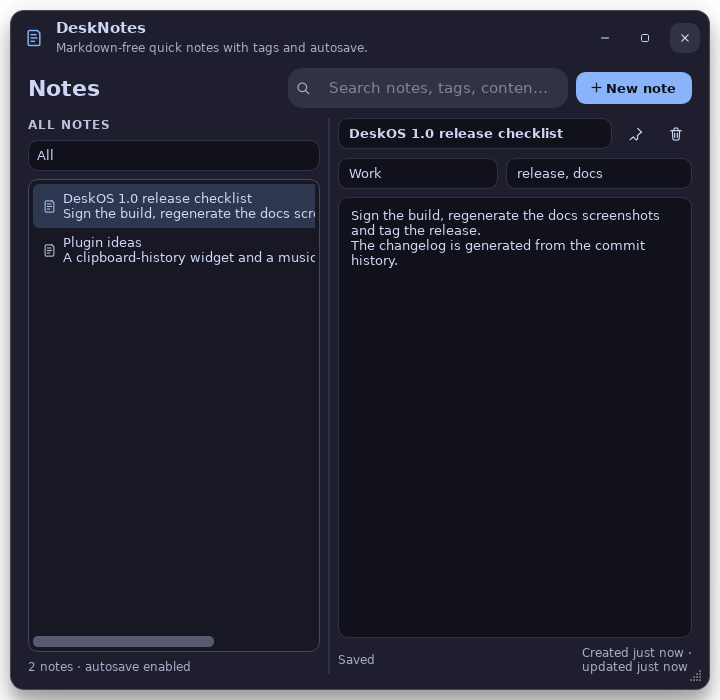 DeskNotes
Markdown-free quick notes with tags and autosave.
Notes
Search notes, tags, conten...
New note
ALL NOTES
All
DeskOS 1.0 release checklist
Sign the build, regenerate the docs scr
Plugin ideas
A clipboard-history widget and a music
2 notes · autosave enabled
DeskOS 1.0 release checklist
Work
release, docs
Sign the build, regenerate the docs screenshots
and tag the release.
The changelog is generated from the commit
history.
Saved
Created just now ·
updated just now